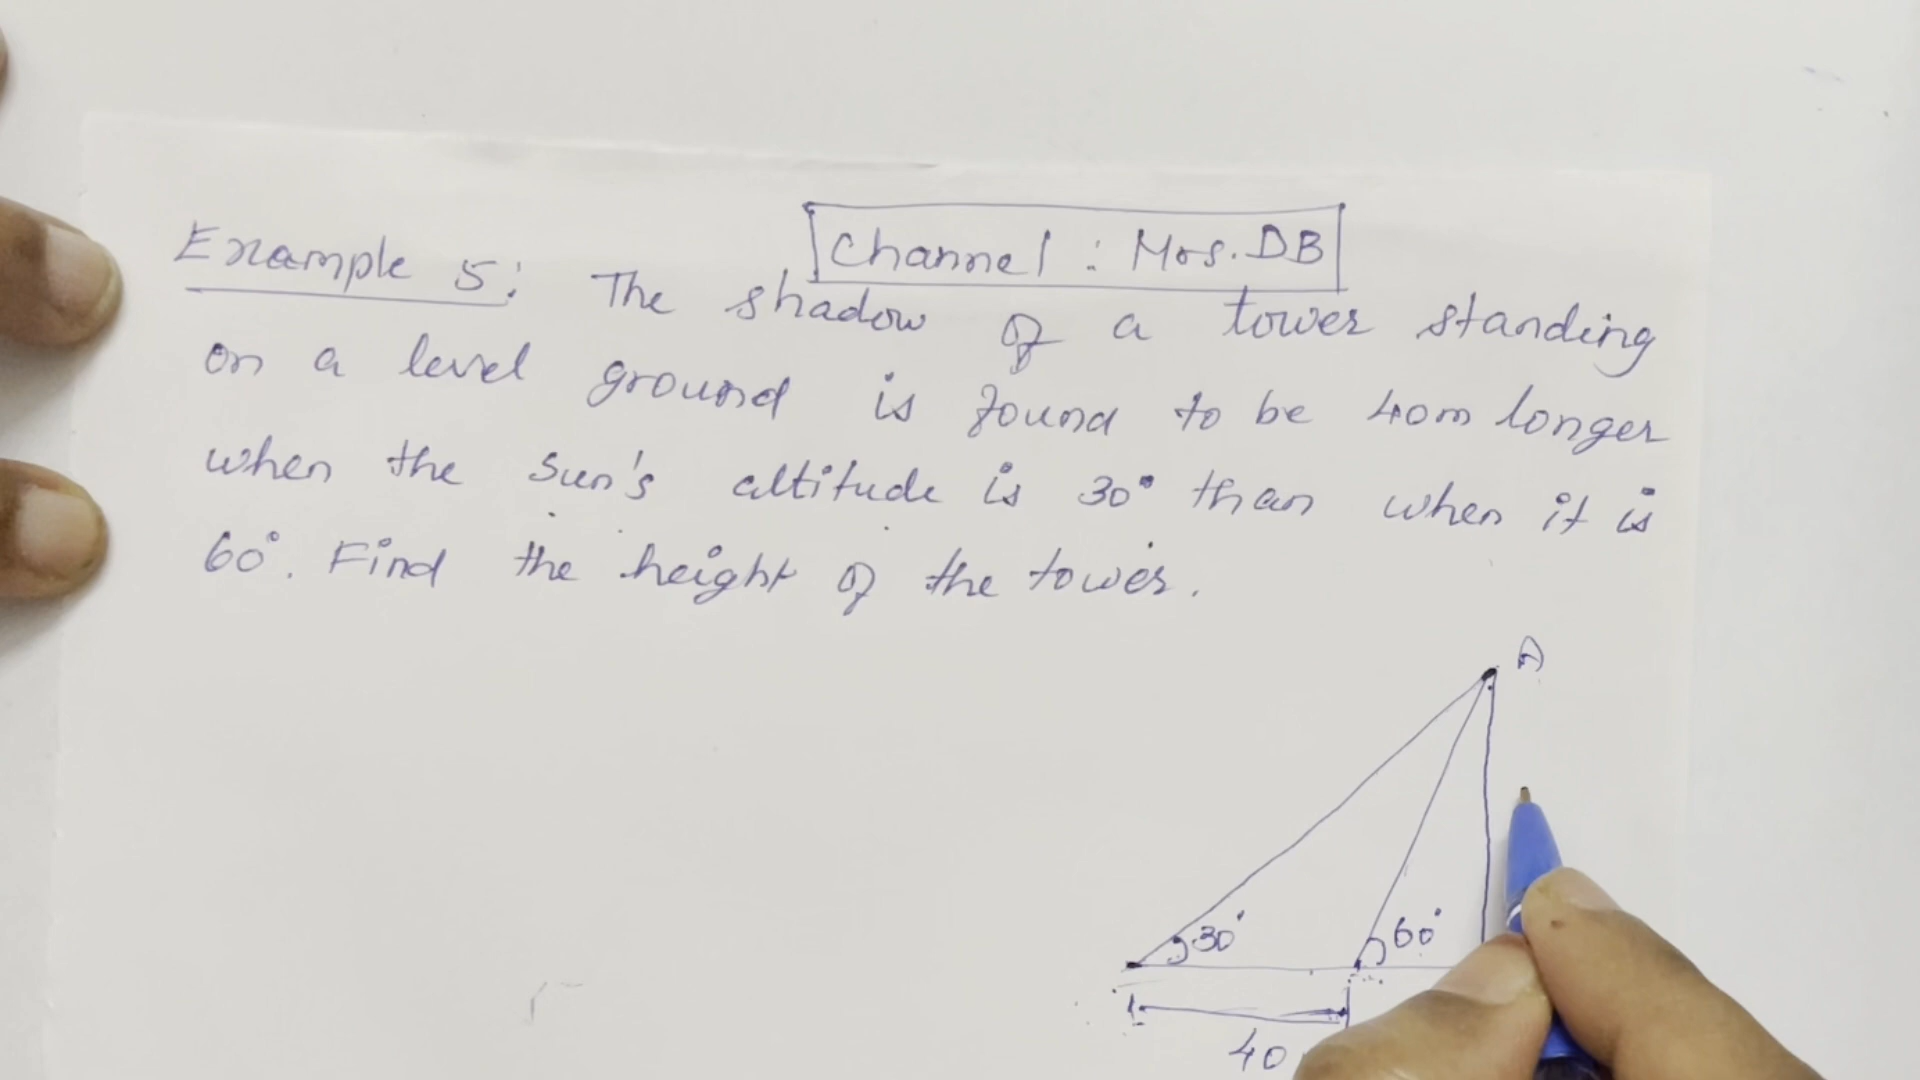 Channel : Mrs. DB
Example 5: The shadow of a tower standing
on a level ground is found to be 40m longer
when the sun's altitude is 30° than when it is
60°. Find the height of the tower.
A
30° 60°
40